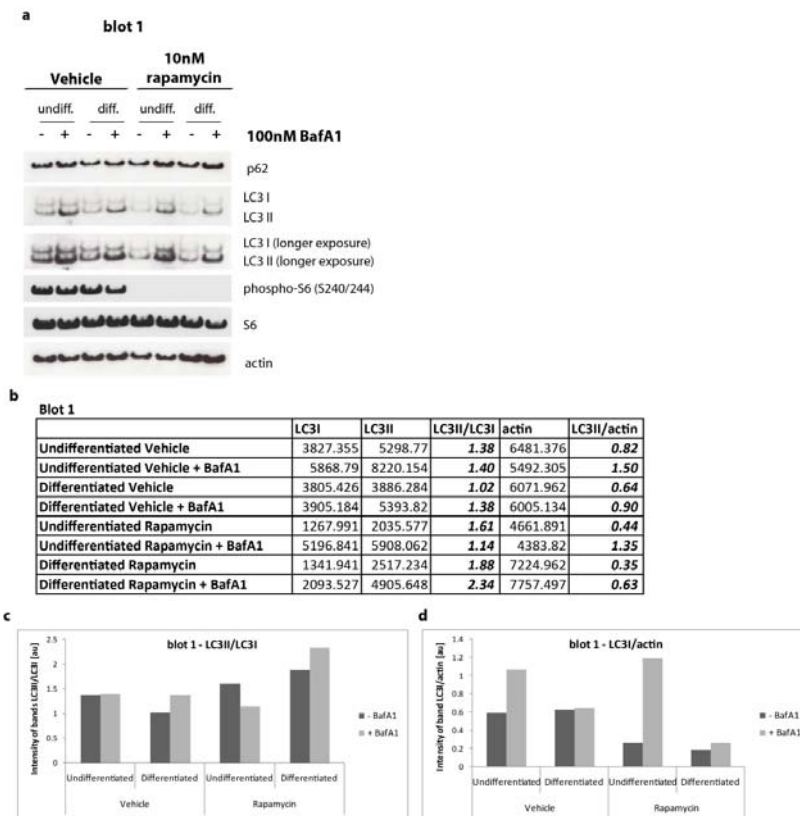 a
blot 1
10nM
Vehicle rapamycin
undiff. diff. undiff. diff.
- + - + - + - + 100nM BafA1
p62
LC3 I
LC3 II
LC3 I (longer exposure)
LC3 II (longer exposure)
phospho-S6 (S240/244)
S6
actin
b
Blot 1
LC3I LC3II LC3II/LC3I actin LC3II/actin
Undifferentiated Vehicle 3827.355 5298.77 1.38 6481.376 0.82
Undifferentiated Vehicle + BafA1 5868.79 8220.154 1.40 5492.305 1.50
Differentiated Vehicle 3805.426 3886.284 1.02 6071.962 0.64
Differentiated Vehicle + BafA1 3905.184 5393.82 1.38 6005.134 0.90
Undifferentiated Rapamycin 1267.991 2035.577 1.61 4661.891 0.44
Undifferentiated Rapamycin + BafA1 5196.841 5908.062 1.14 4383.82 1.35
Differentiated Rapamycin 1341.941 2517.234 1.88 7224.962 0.35
Differentiated Rapamycin + BafA1 2093.527 4905.648 2.34 7757.497 0.63
c
blot 1 - LC3II/LC3I
Intensity of bands LC3II/LC3I [au]
2.5
2
1.5
1
0.5
0
- BafA1
+ BafA1
Undifferentiated Differentiated Undifferentiated Differentiated
Vehicle Rapamycin
d
blot 1 - LC3I/actin
Intensity of band LC3I/actin [au]
1.4
1.2
1
0.8
0.6
0.4
0.2
0
- BafA1
+ BafA1
Undifferentiated Differentiated Undifferentiated Differentiated
Vehicle Rapamycin